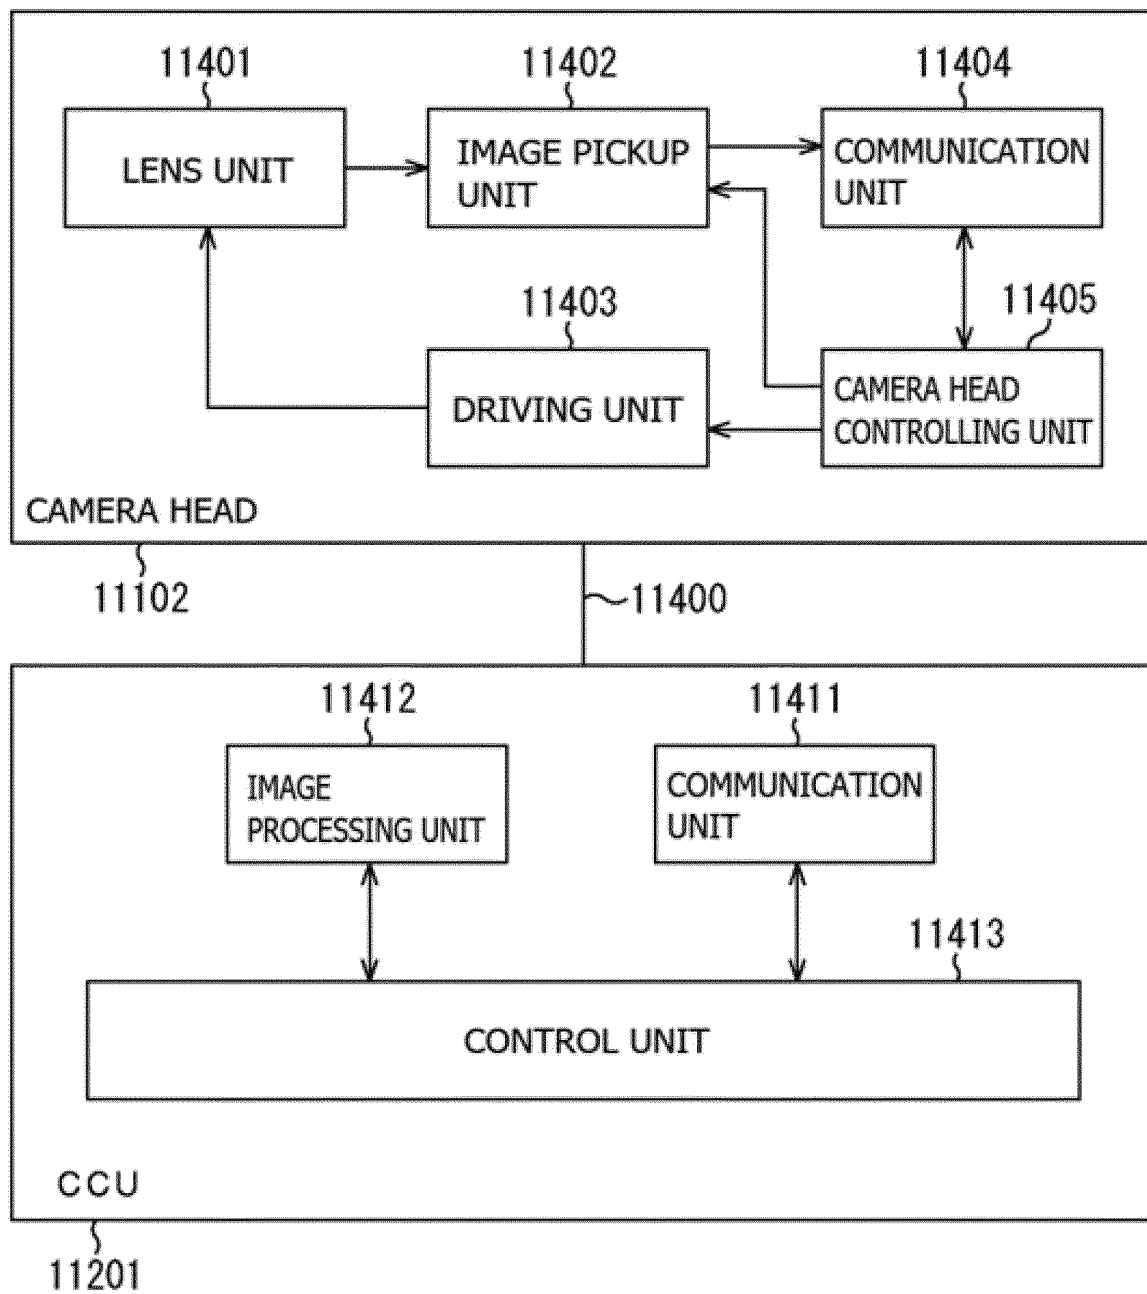 11401
11402
11404
LENS UNIT
IMAGE PICKUP
UNIT
COMMUNICATION
UNIT
11403
11405
DRIVING UNIT
CAMERA HEAD
CONTROLLING UNIT
CAMERA HEAD
11102
11400
11412
11411
IMAGE
PROCESSING UNIT
COMMUNICATION
UNIT
11413
CONTROL UNIT
CCU
11201